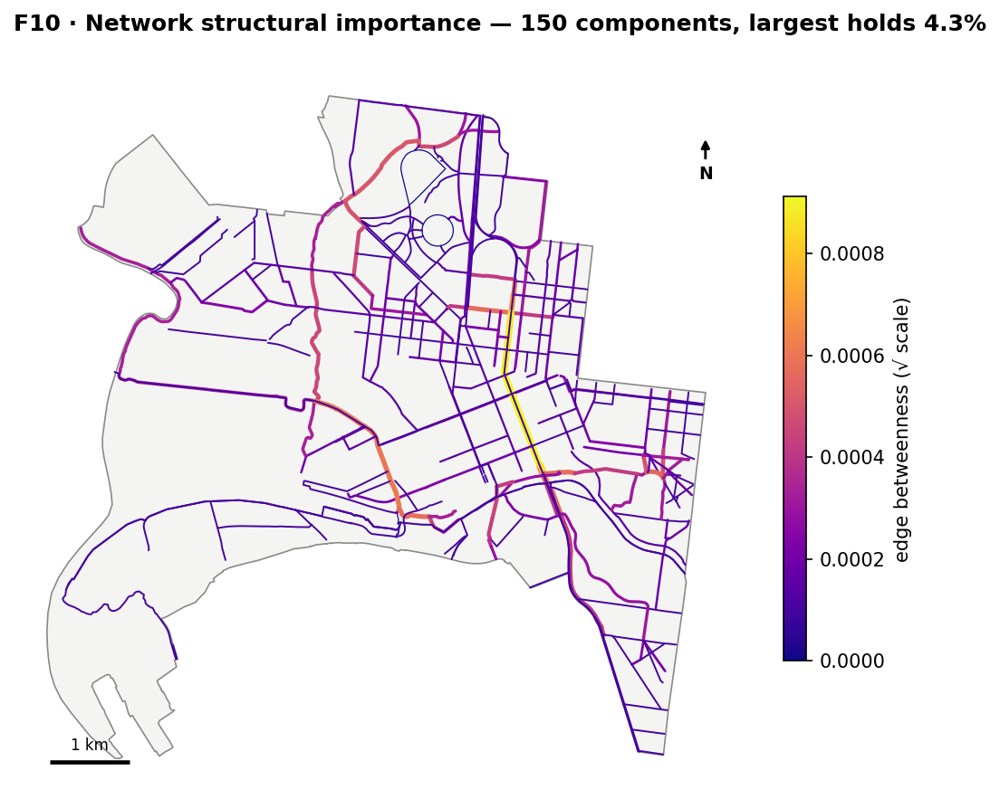 F10 · Network structural importance — 150 components, largest holds 4.3%
N
0.0008
0.0006
0.0004
0.0002
0.0000
edge betweenness (√ scale)
1 km